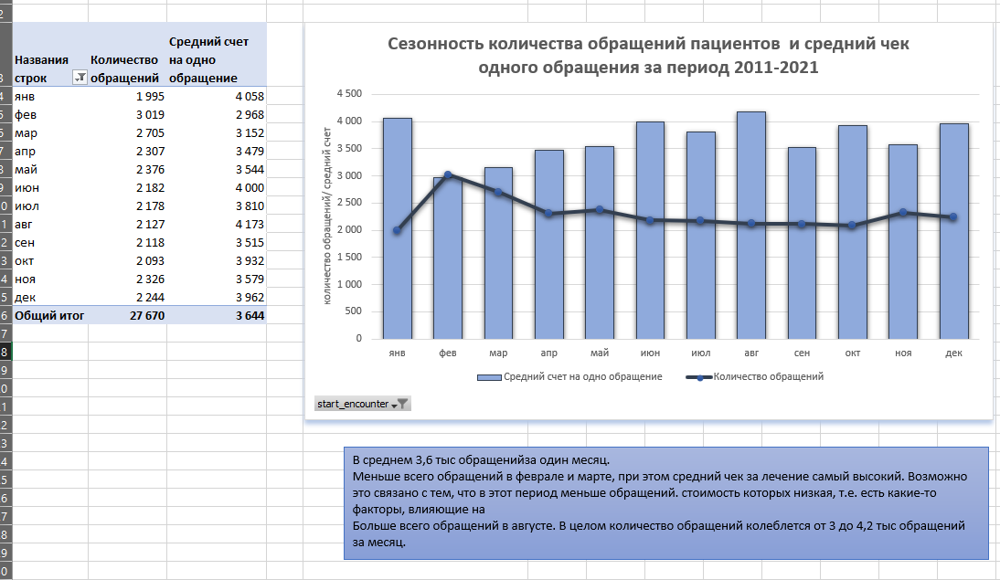 Сезонность количества обращений пациентов и средний чек
одного обращения за период 2011-2021
Названия строк Количество обращений Средний счет на одно обращение
янв 1 995 4 058
фев 3 019 2 968
мар 2 705 3 152
апр 2 307 3 479
май 2 376 3 544
июн 2 182 4 000
июл 2 178 3 810
авг 2 127 4 173
сен 2 118 3 515
окт 2 093 3 932
ноя 2 326 3 579
дек 2 244 3 962
Общий итог 27 670 3 644
количество обращений/ средний счет
4 500
4 000
3 500
3 000
2 500
2 000
1 500
1 000
500
0
янв фев мар апр май июн июл авг сен окт ноя дек
Средний счет на одно обращение Количество обращений
start_encounter
В среднем 3,6 тыс обращенийза один месяц.
Меньше всего обращений в феврале и марте, при этом средний чек за лечение самый высокий. Возможно
это связано с тем, что в этот период меньше обращений. стоимость которых низкая, т.е. есть какие-то
факторы, влияющие на
Больше всего обращений в августе. В целом количество обращений колеблется от 3 до 4,2 тыс обращений
за месяц.